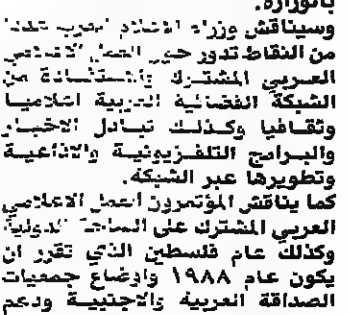 بالوزارة.
وسيناقش وزراء الاعلام العرب عددا
من النقاط تدور حول العمل الاعلامي
العربي المشترك والاستفادة من
الشبكة الفضائية العربية اعلاميا
وثقافيا وكذلك تبادل الاخبار
والبرامج التلفزيونية والاذاعية
وتطويرها عبر الشبكة.
كما يناقش المؤتمرون العمل الاعلامي
العربي المشترك على الساحة الدولية
وكذلك عام فلسطين الذي تقرر ان
يكون عام ١٩٨٨ واوضاع جمعيات
الصداقة العربية والاجنبية ودعم